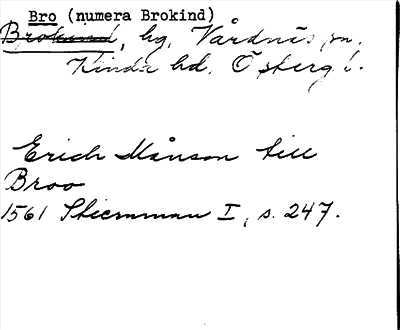 Bro (numera Brokind)
Brokind, hg, Vårdnäs sn.
Kinda hd, Östergl.
Erich Månson till
Broo
1561 Stiernman I, s. 247.